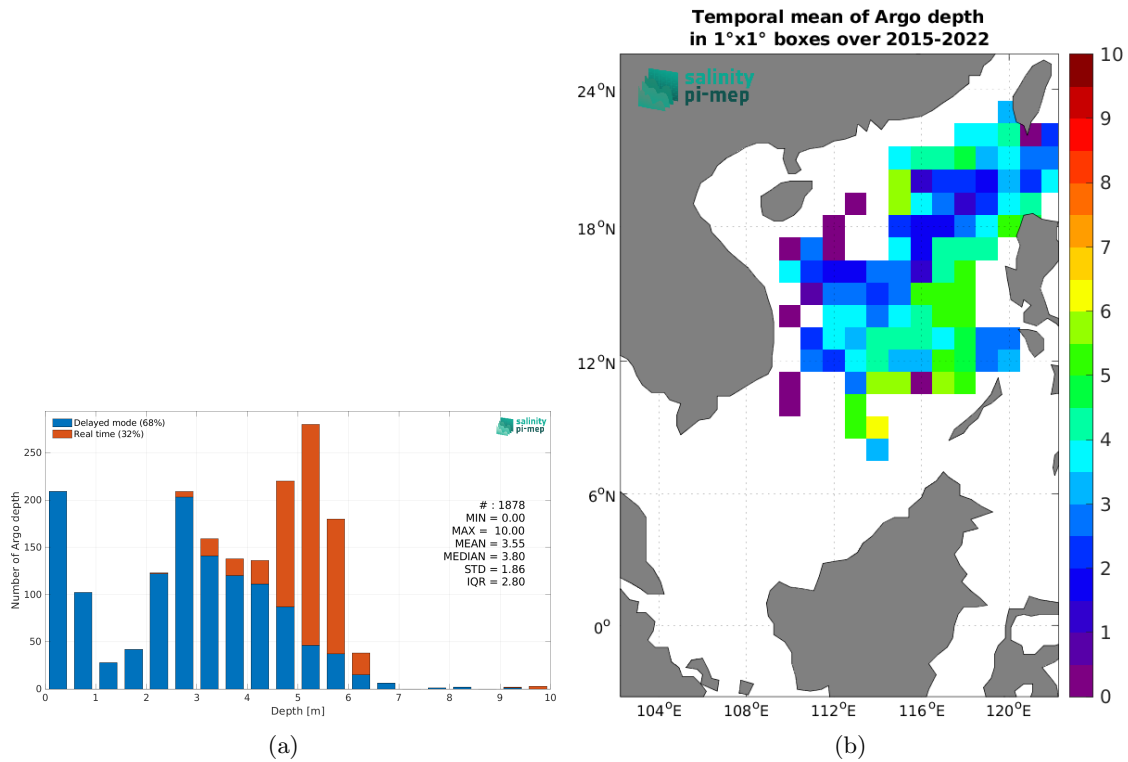 Delayed mode (68%)
Real time (32%)
salinity
pi-mep
# : 1878
MIN = 0.00
MAX = 10.00
MEAN = 3.55
MEDIAN = 3.80
STD = 1.86
IQR = 2.80
Number of Argo depth
250
200
150
100
50
0
0 1 2 3 4 5 6 7 8 9 10
Depth [m]
(a)
Temporal mean of Argo depth
in 1°x1° boxes over 2015-2022
salinity
pi-mep
24°N
18°N
12°N
6°N
0°
104°E 108°E 112°E 116°E 120°E
10
9
8
7
6
5
4
3
2
1
0
(b)